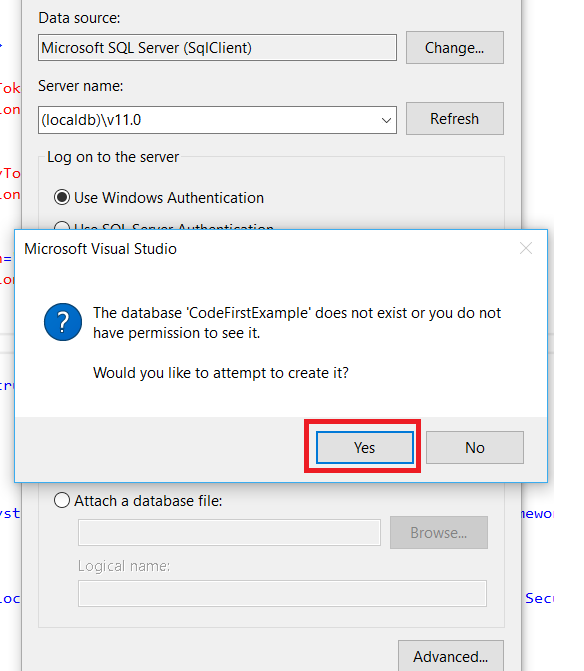 Data source:
Microsoft SQL Server (SqlClient)
Change...
Server name:
(localdb)\v11.0
Refresh
Log on to the server
Use Windows Authentication
Use SQL Server Authentication
Microsoft Visual Studio
The database 'CodeFirstExample' does not exist or you do not
have permission to see it.
Would you like to attempt to create it?
Yes
No
Attach a database file:
Browse...
Logical name:
Advanced...